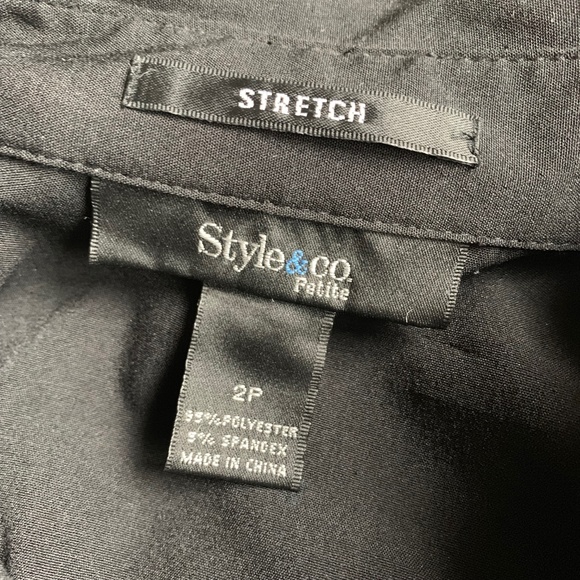 STRETCH
Style&co.
Petite
2P
95%POLYESTER
5% SPANDEX
MADE IN CHINA